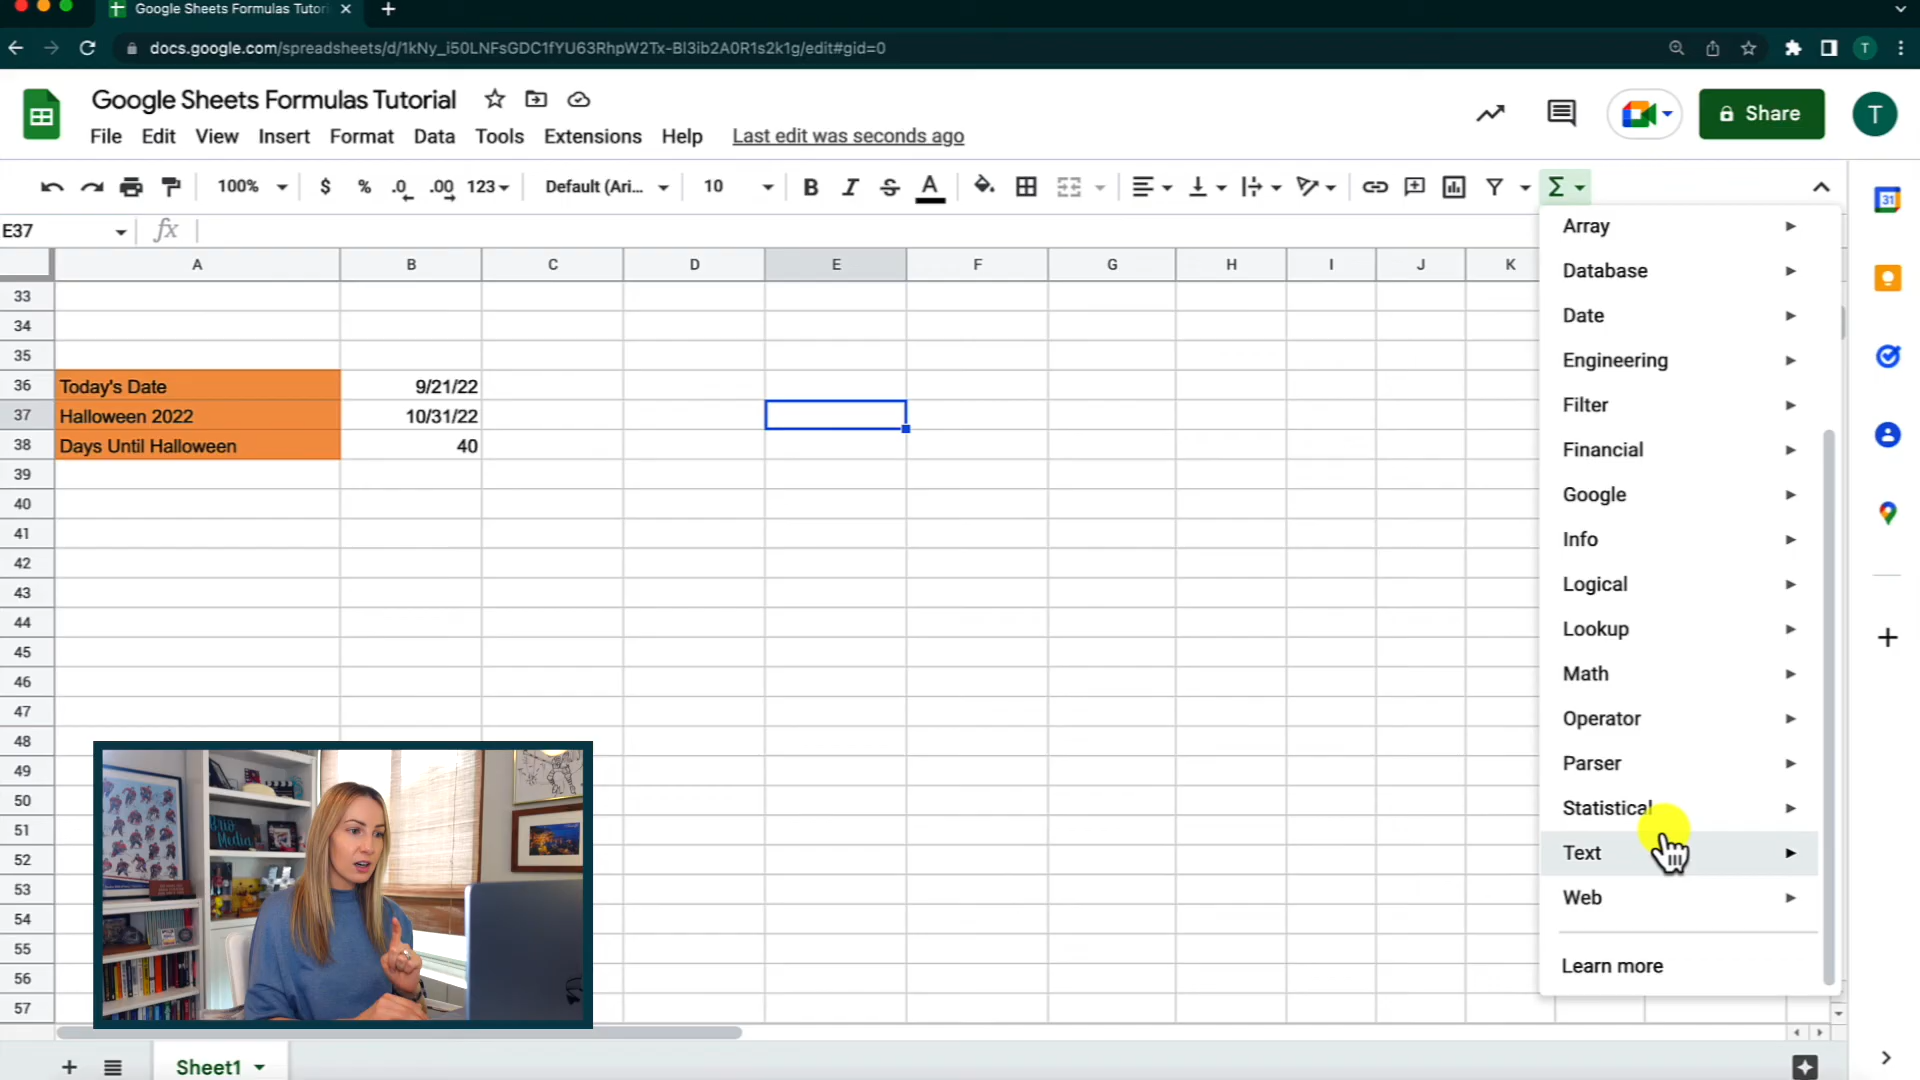 Google Sheets Formulas Tutori
docs.google.com/spreadsheets/d/1kNy_i50LNFsGDC1fYU63RhpW2Tx-Bl3ib2A0R1s2k1g/edit#gid=0
T
Google Sheets Formulas Tutorial
File Edit View Insert Format Data Tools Extensions Help Last edit was seconds ago
Share
T
100% $ % .0 .00 123 Default (Ari... 10 B I S A Σ
31
E37 fx
A B C D E F G H I J K
33
34
35
36 Today's Date 9/21/22
37 Halloween 2022 10/31/22
38 Days Until Halloween 40
39
40
41
42
43
44
45
46
47
48
49
50
51
52
53
54
55
56
57
Array
Database
Date
Engineering
Filter
Financial
Google
Info
Logical
Lookup
Math
Operator
Parser
Statistical
Text
Web
Learn more
Media
Sheet1